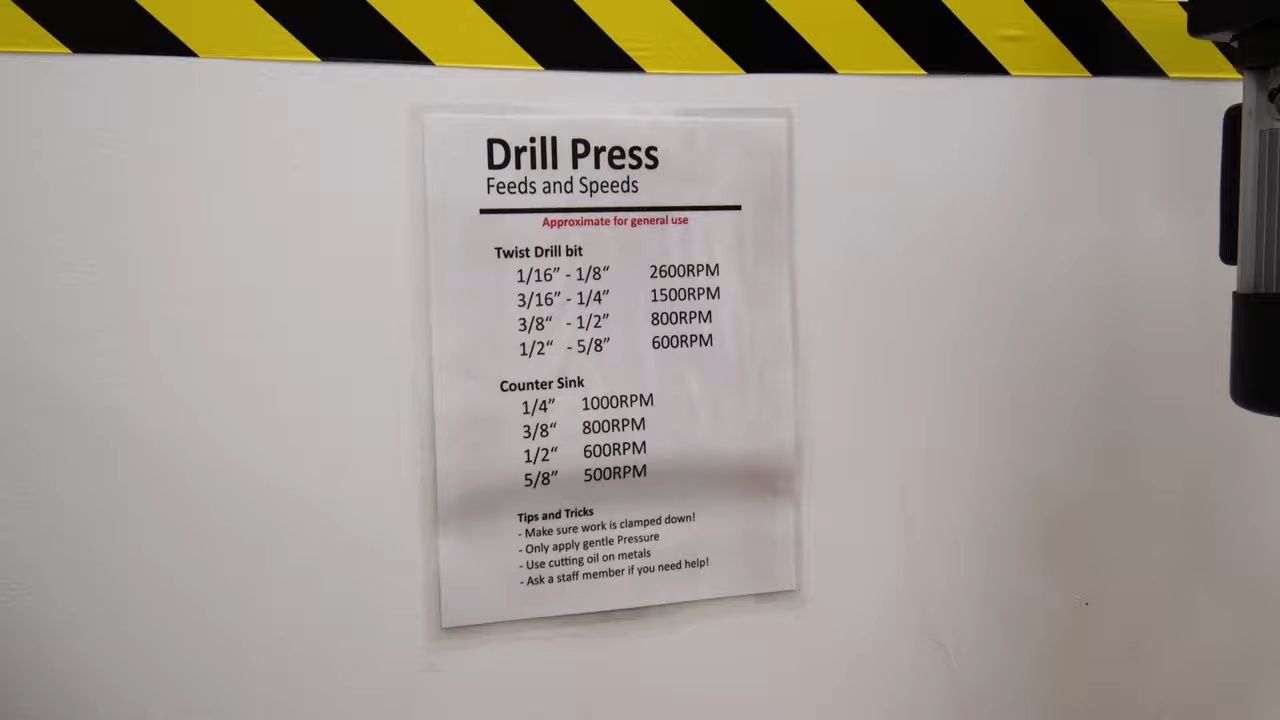 Drill Press
Feeds and Speeds
Approximate for general use
Twist Drill bit
1/16” - 1/8“ 2600RPM
3/16” - 1/4” 1500RPM
3/8“ - 1/2” 800RPM
1/2“ - 5/8” 600RPM
Counter Sink
1/4” 1000RPM
3/8“ 800RPM
1/2“ 600RPM
5/8” 500RPM
Tips and Tricks
- Make sure work is clamped down!
- Only apply gentle Pressure
- Use cutting oil on metals
- Ask a staff member if you need help!